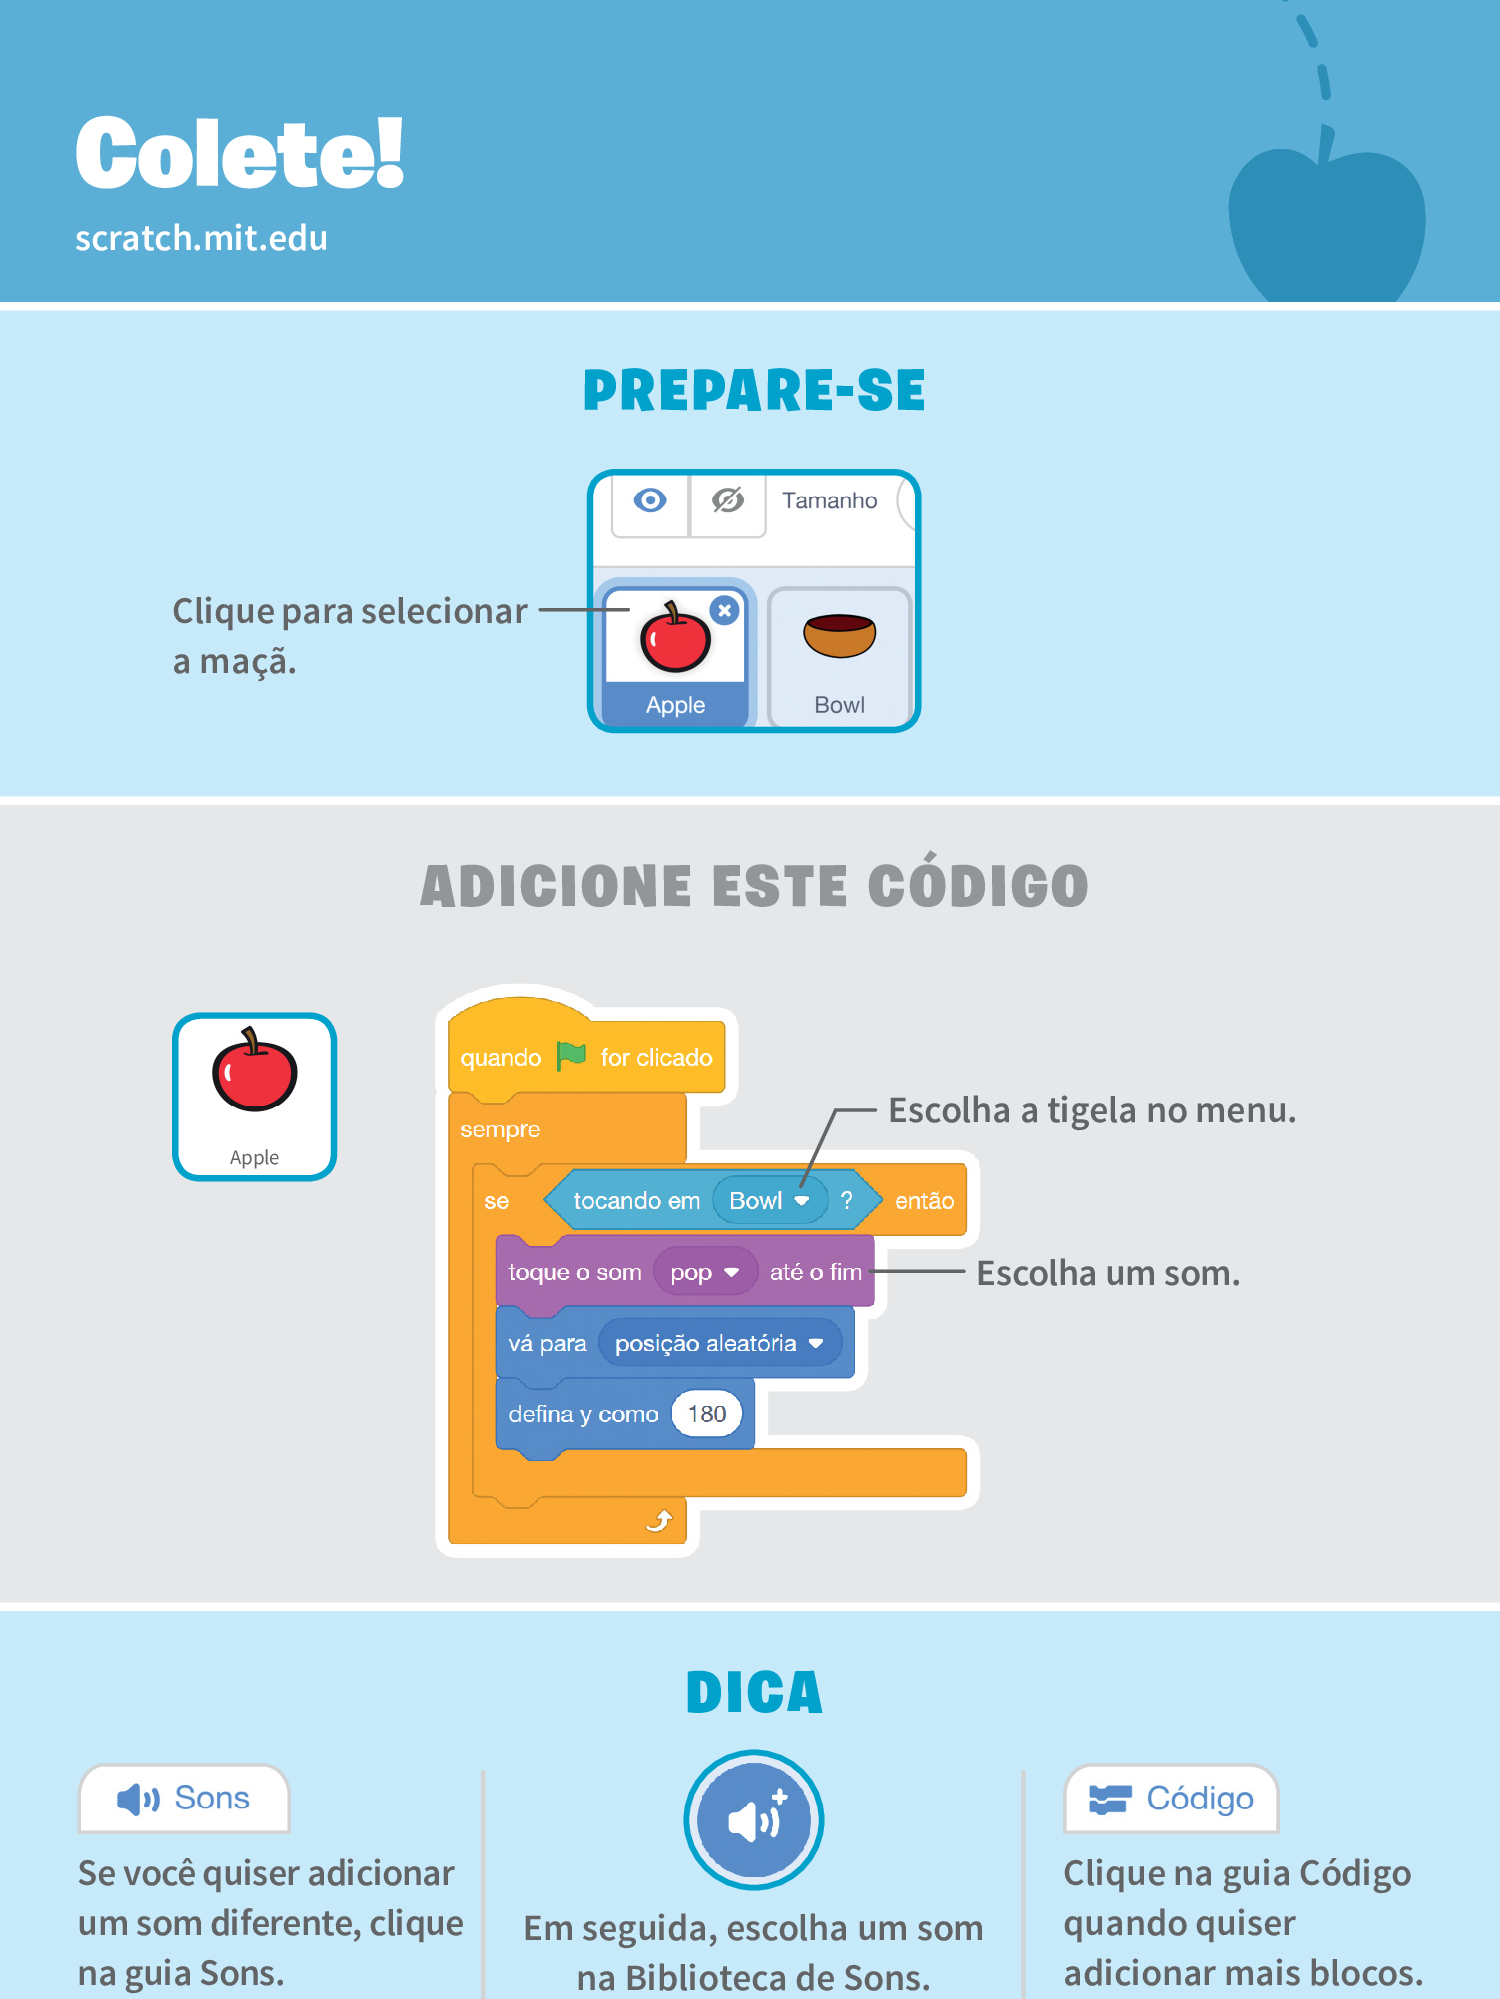 Colete!
scratch.mit.edu
PREPARE-SE
Tamanho
Clique para selecionar
a maçã.
Apple
Bowl
ADICIONE ESTE CÓDIGO
Apple
quando for clicado
sempre
Escolha a tigela no menu.
se tocando em Bowl ? então
toque o som pop até o fim
Escolha um som.
vá para posição aleatória
defina y como 180
DICA
Sons
Se você quiser adicionar
um som diferente, clique
na guia Sons.
Em seguida, escolha um som
na Biblioteca de Sons.
Código
Clique na guia Código
quando quiser
adicionar mais blocos.